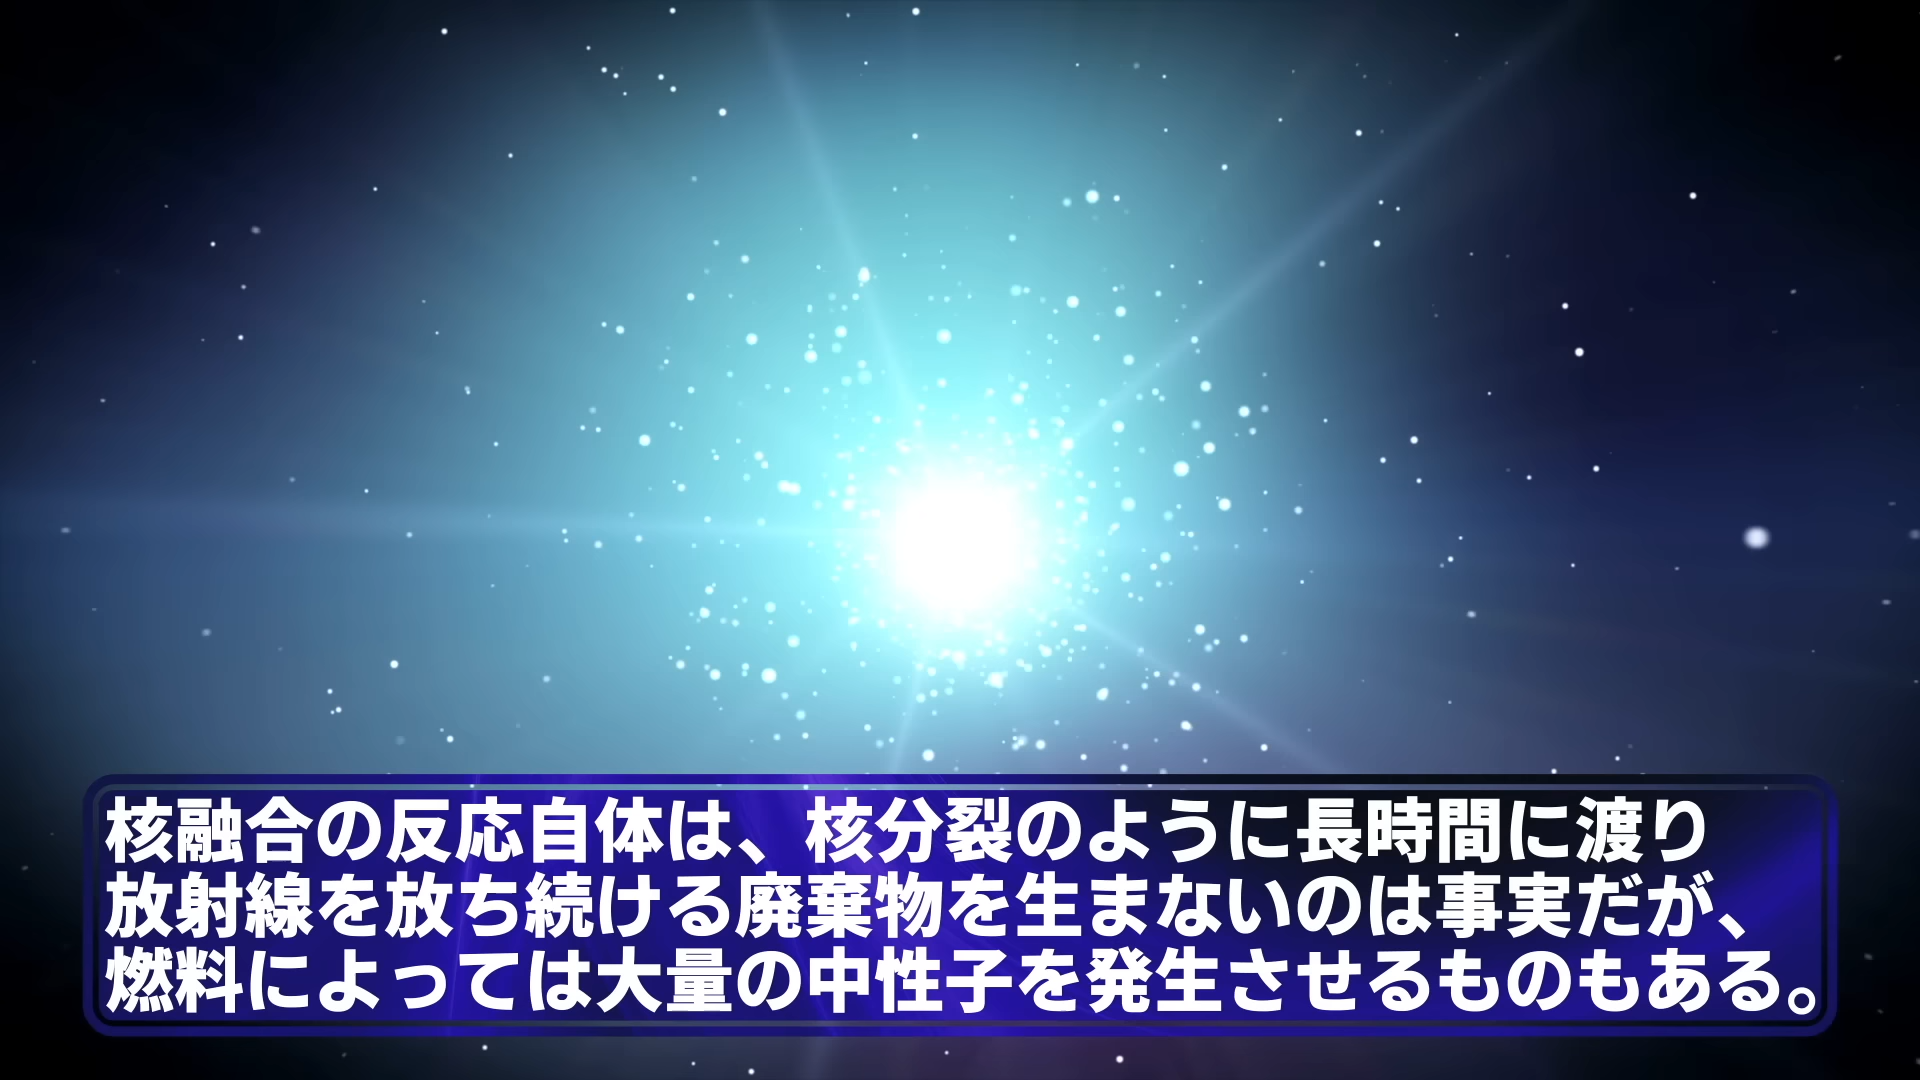 核融合の反応自体は、核分裂のように長時間に渡り
放射線を放ち続ける廃棄物を生まないのは事実だが、
燃料によっては大量の中性子を発生させるものもある。